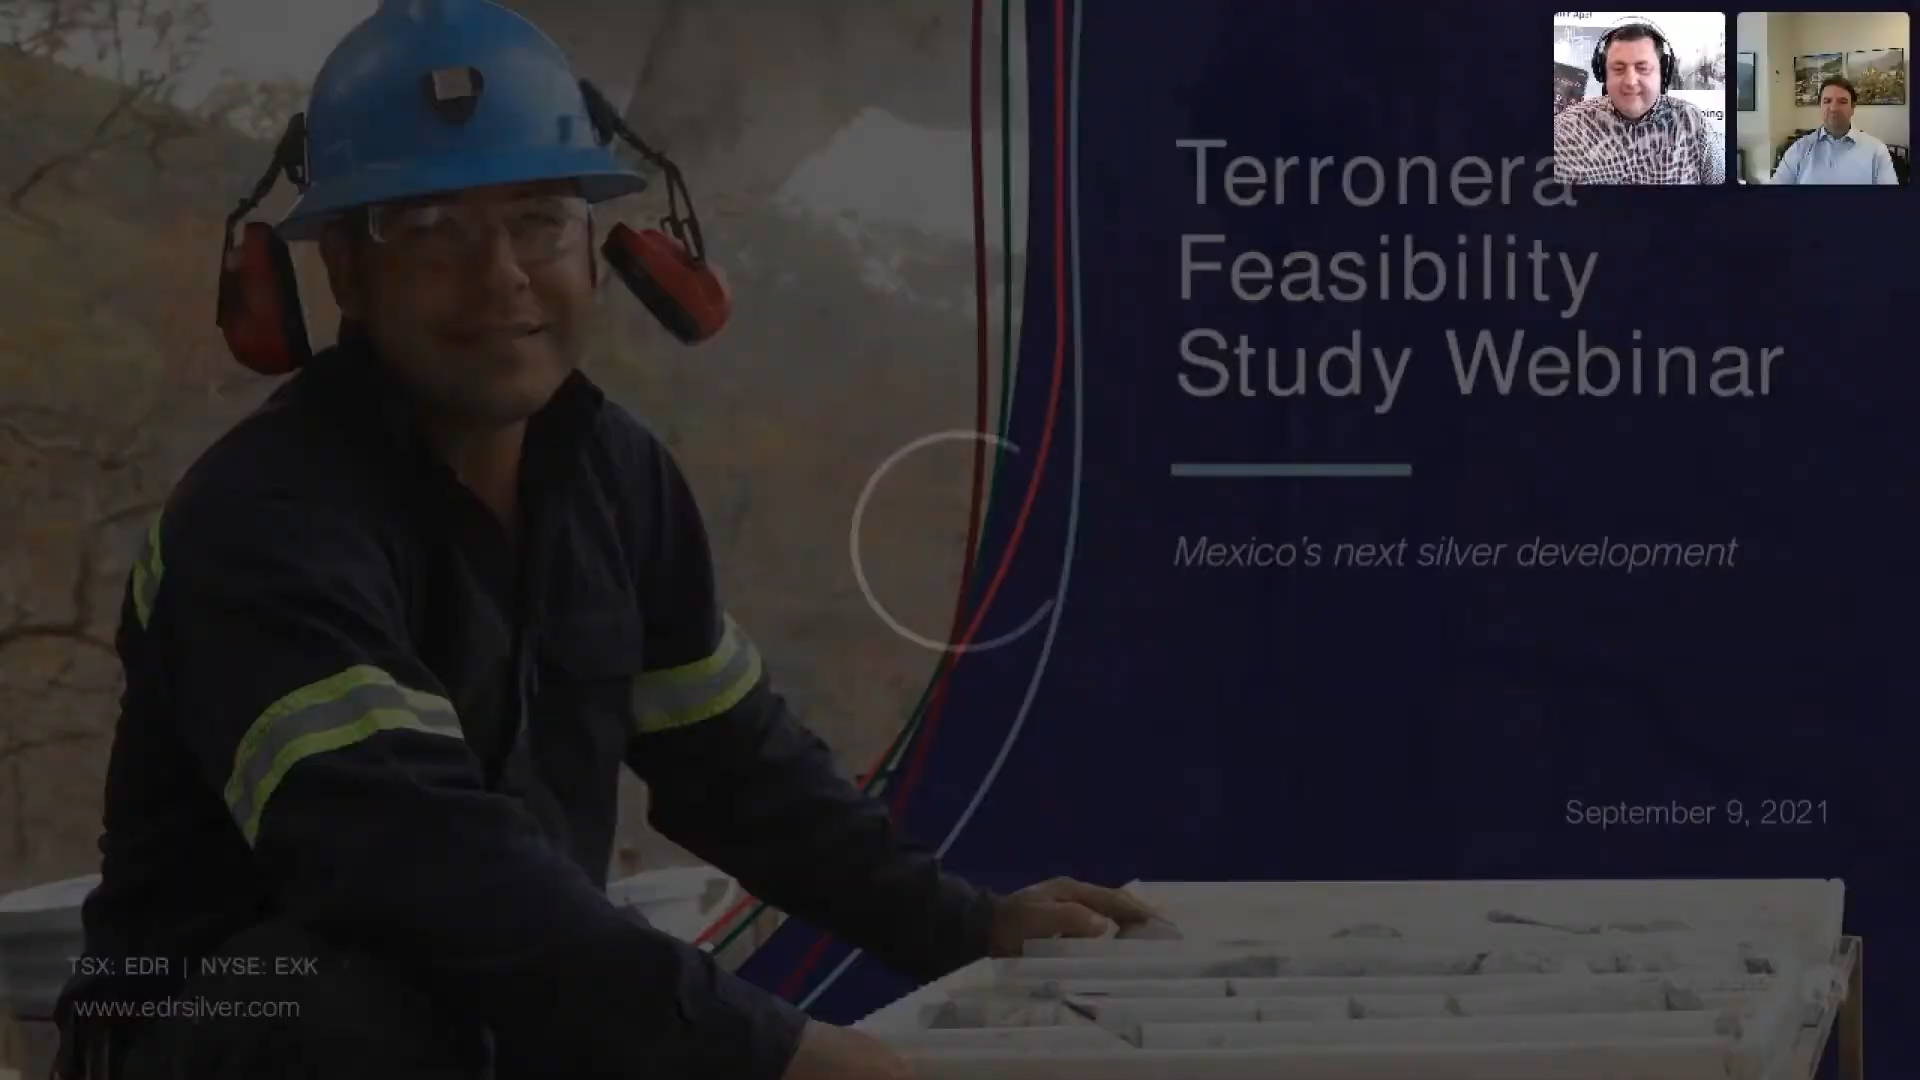 Terronera
Feasibility
Study Webinar
Mexico's next silver development
September 9, 2021
TSX: EDR | NYSE: EXK
www.edrsilver.com